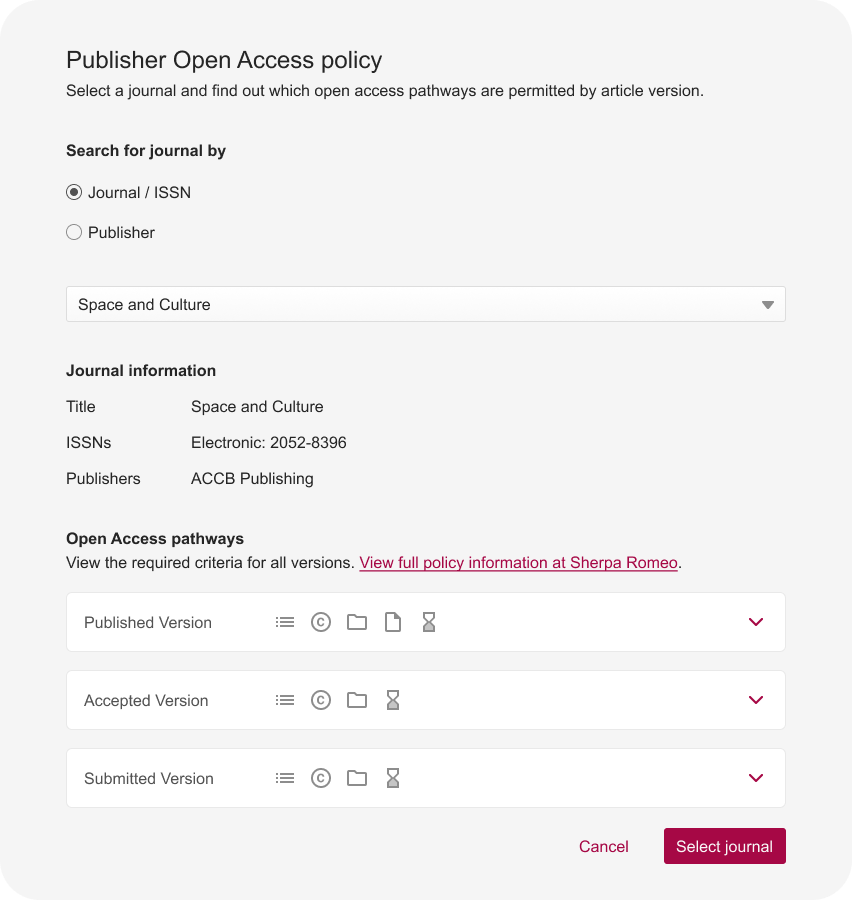 Publisher Open Access policy
Select a journal and find out which open access pathways are permitted by article version.
Search for journal by
Journal / ISSN
Publisher
Space and Culture
Journal information
Title Space and Culture
ISSNs Electronic: 2052-8396
Publishers ACCB Publishing
Open Access pathways
View the required criteria for all versions. View full policy information at Sherpa Romeo.
Published Version
Accepted Version
Submitted Version
Cancel Select journal